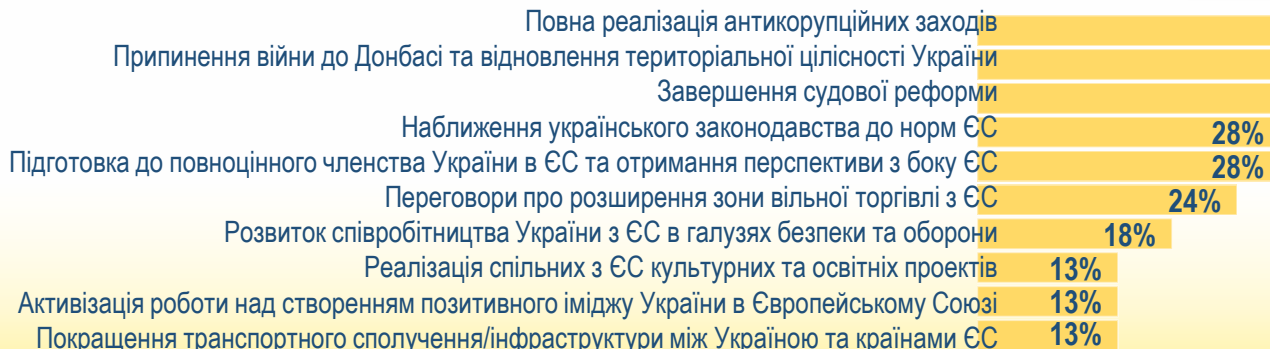 Повна реалізація антикорупційних заходів
Припинення війни до Донбасі та відновлення територіальної цілісності України
Завершення судової реформи
Наближення українського законодавства до норм ЄС 28%
Підготовка до повноцінного членства України в ЄС та отримання перспективи з боку ЄС 28%
Переговори про розширення зони вільної торгівлі з ЄС 24%
Розвиток співробітництва України з ЄС в галузях безпеки та оборони 18%
Реалізація спільних з ЄС культурних та освітніх проектів 13%
Активізація роботи над створенням позитивного іміджу України в Європейському Союзі 13%
Покращення транспортного сполучення/інфраструктури між Україною та країнами ЄС 13%